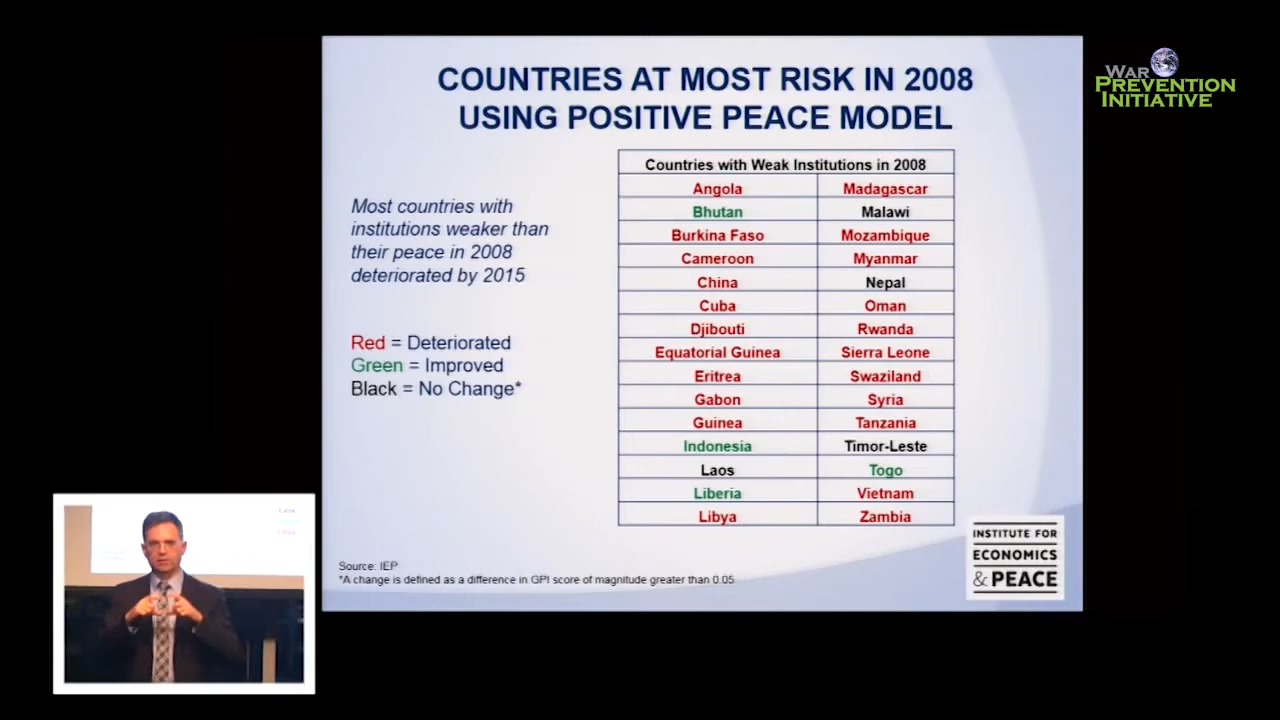 WAR
PREVENTION
INITIATIVE
COUNTRIES AT MOST RISK IN 2008
USING POSITIVE PEACE MODEL
Most countries with
institutions weaker than
their peace in 2008
deteriorated by 2015
Red = Deteriorated
Green = Improved
Black = No Change*
Countries with Weak Institutions in 2008
Angola Madagascar
Bhutan Malawi
Burkina Faso Mozambique
Cameroon Myanmar
China Nepal
Cuba Oman
Djibouti Rwanda
Equatorial Guinea Sierra Leone
Eritrea Swaziland
Gabon Syria
Guinea Tanzania
Indonesia Timor-Leste
Laos Togo
Liberia Vietnam
Libya Zambia
Source: IEP
*A change is defined as a difference in GPI score of magnitude greater than 0.05
INSTITUTE FOR
ECONOMICS
& PEACE